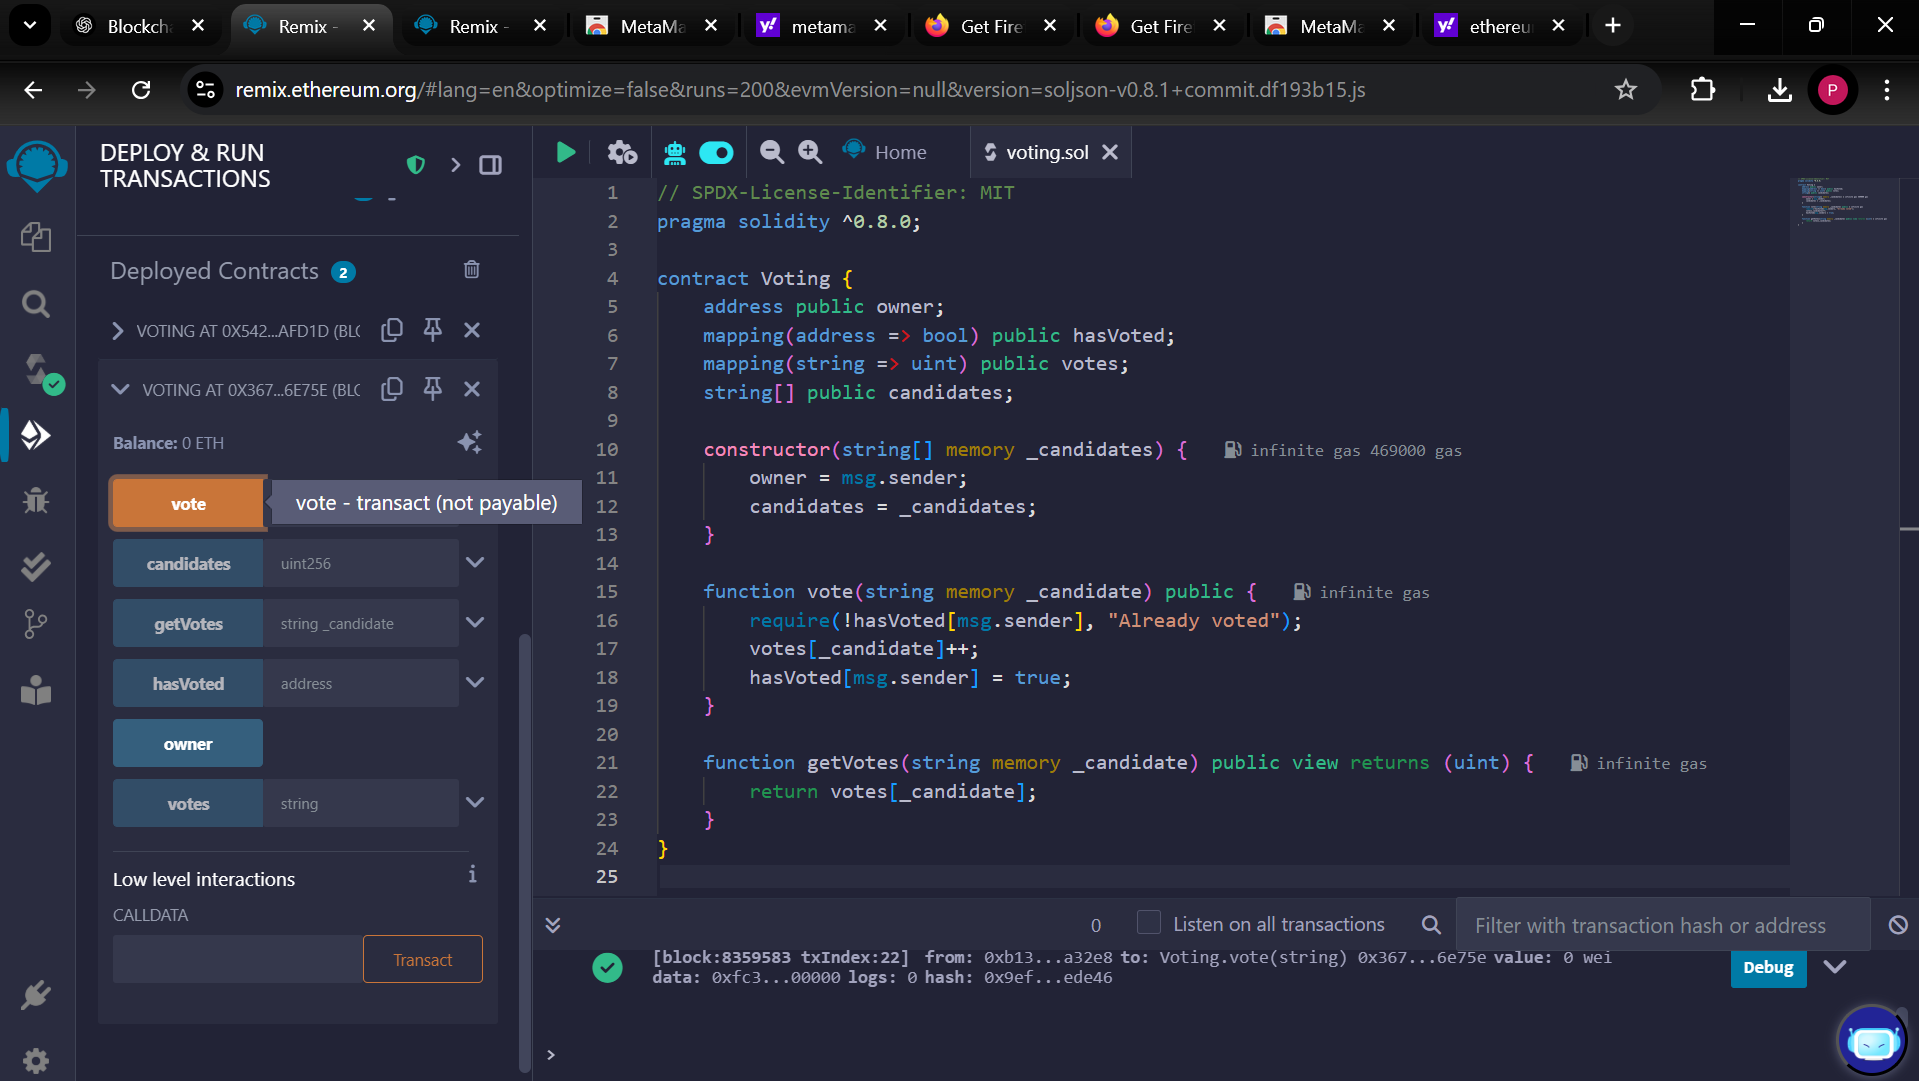 Blockcha
Remix -
Remix -
MetaMa
metama
Get Fire
Get Fire
MetaMa
ethereu
remix.ethereum.org/#lang=en&optimize=false&runs=200&evmVersion=null&version=soljson-v0.8.1+commit.df193b15.js
P
DEPLOY & RUN
TRANSACTIONS
Home
voting.sol
Deployed Contracts 2
VOTING AT 0X542...AFD1D (BLO
VOTING AT 0X367...6E75E (BLO
Balance: 0 ETH
vote
vote - transact (not payable)
candidates uint256
getVotes string _candidate
hasVoted address
owner
votes string
Low level interactions
i
CALLDATA
Transact
1 // SPDX-License-Identifier: MIT
2 pragma solidity ^0.8.0;
3
4 contract Voting {
5 address public owner;
6 mapping(address => bool) public hasVoted;
7 mapping(string => uint) public votes;
8 string[] public candidates;
9
10 constructor(string[] memory _candidates) { infinite gas 469000 gas
11 owner = msg.sender;
12 candidates = _candidates;
13 }
14
15 function vote(string memory _candidate) public { infinite gas
16 require(!hasVoted[msg.sender], "Already voted");
17 votes[_candidate]++;
18 hasVoted[msg.sender] = true;
19 }
20
21 function getVotes(string memory _candidate) public view returns (uint) { infinite gas
22 return votes[_candidate];
23 }
24 }
25
0 Listen on all transactions Filter with transaction hash or address
[block:8359583 txIndex:22] from: 0xb13...a32e8 to: Voting.vote(string) 0x367...6e75e value: 0 wei
data: 0xfc3...00000 logs: 0 hash: 0x9ef...ede46
Debug
>